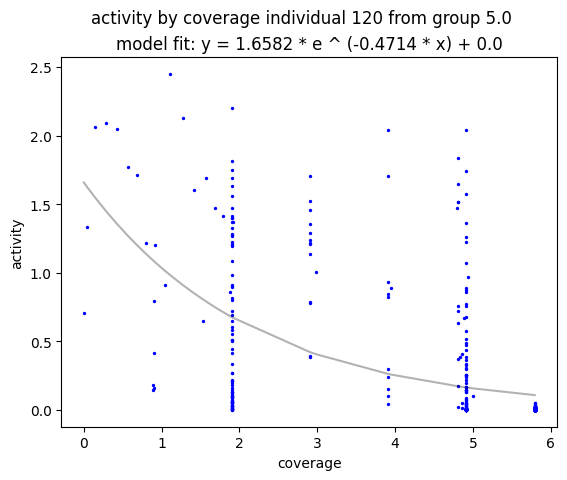 activity by coverage individual 120 from group 5.0
model fit: y = 1.6582 * e ^ (-0.4714 * x) + 0.0
2.5
2.0
1.5
1.0
0.5
0.0
activity
0 1 2 3 4 5 6
coverage